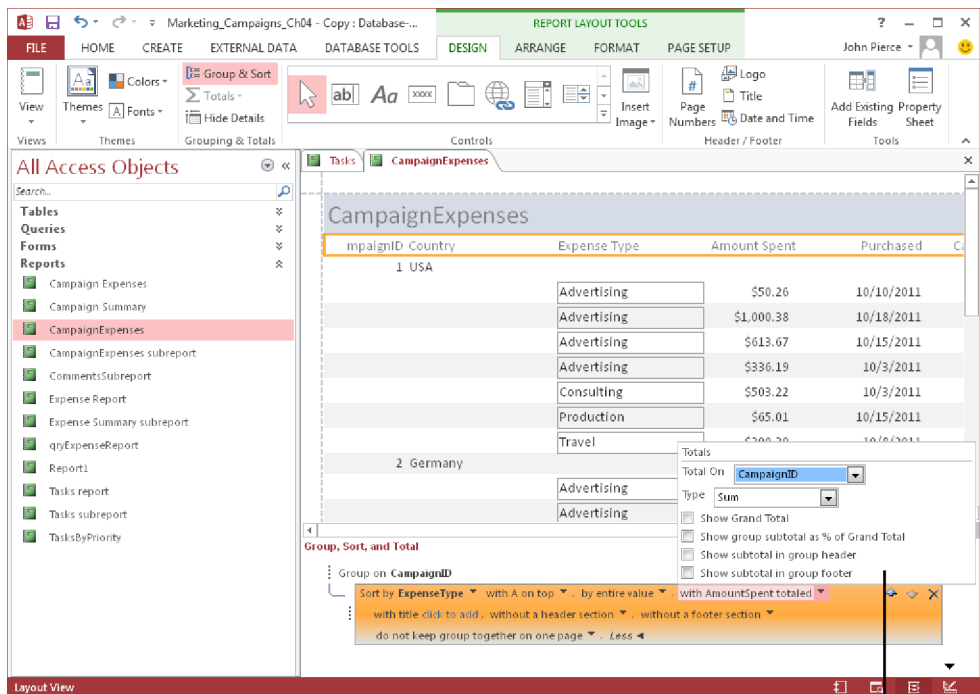 Marketing_Campaigns_Ch04 - Copy : Database-...
REPORT LAYOUT TOOLS
?
FILE HOME CREATE EXTERNAL DATA DATABASE TOOLS DESIGN ARRANGE FORMAT PAGE SETUP John Pierce
View
Views
Themes
Aa
Colors
A Fonts
Themes
Group & Sort
Totals
Hide Details
Grouping & Totals
ab| Aa xxxx
Insert Image
Controls
#
Page Numbers
Logo
Title
Date and Time
Header / Footer
Add Existing Fields
Property Sheet
Tools
All Access Objects
Search...
Tables
Queries
Forms
Reports
Campaign Expenses
Campaign Summary
CampaignExpenses
CampaignExpenses subreport
CommentsSubreport
Expense Report
Expense Summary subreport
qryExpenseReport
Report1
Tasks report
Tasks subreport
TasksByPriority
Tasks CampaignExpenses
CampaignExpenses
mpaignID Country Expense Type Amount Spent Purchased
1 USA
Advertising $50.26 10/10/2011
Advertising $1,000.38 10/18/2011
Advertising $613.67 10/15/2011
Advertising $336.19 10/3/2011
Consulting $503.22 10/3/2011
Production $65.01 10/15/2011
Travel
2 Germany
Advertising
Advertising
Totals
Total On CampaignID
Type Sum
Show Grand Total
Show group subtotal as % of Grand Total
Show subtotal in group header
Show subtotal in group footer
Group, Sort, and Total
Group on CampaignID
Sort by ExpenseType with A on top , by entire value , with AmountSpent totaled
with title click to add , without a header section , without a footer section
do not keep group together on one page , Less
Layout View